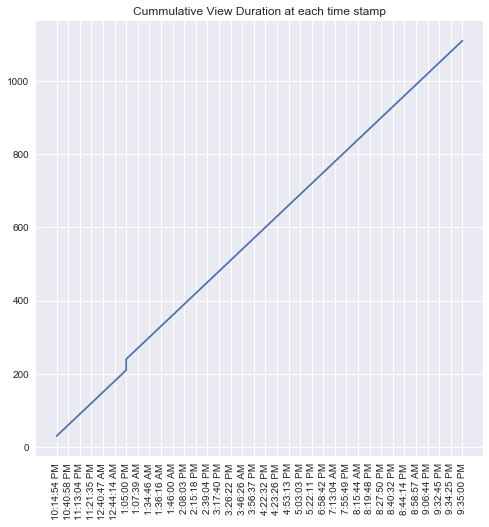 Cummulative View Duration at each time stamp
1000
800
600
400
200
0
10:14:54 PM
10:40:58 PM
11:13:04 PM
11:21:35 PM
12:40:47 AM
12:44:14 AM
1:05:00 PM
1:07:39 AM
1:34:46 AM
1:36:16 AM
1:46:00 AM
2:08:03 PM
2:15:18 PM
2:39:04 PM
3:17:40 PM
3:26:22 PM
3:46:26 AM
3:56:37 PM
4:22:32 PM
4:23:26 PM
4:53:13 PM
5:03:03 PM
6:22:11 PM
6:58:42 PM
7:13:04 AM
7:55:49 PM
8:15:44 AM
8:19:48 PM
8:27:50 PM
8:40:32 PM
8:44:14 PM
8:58:57 AM
9:06:44 PM
9:32:45 PM
9:34:25 PM
9:35:00 PM